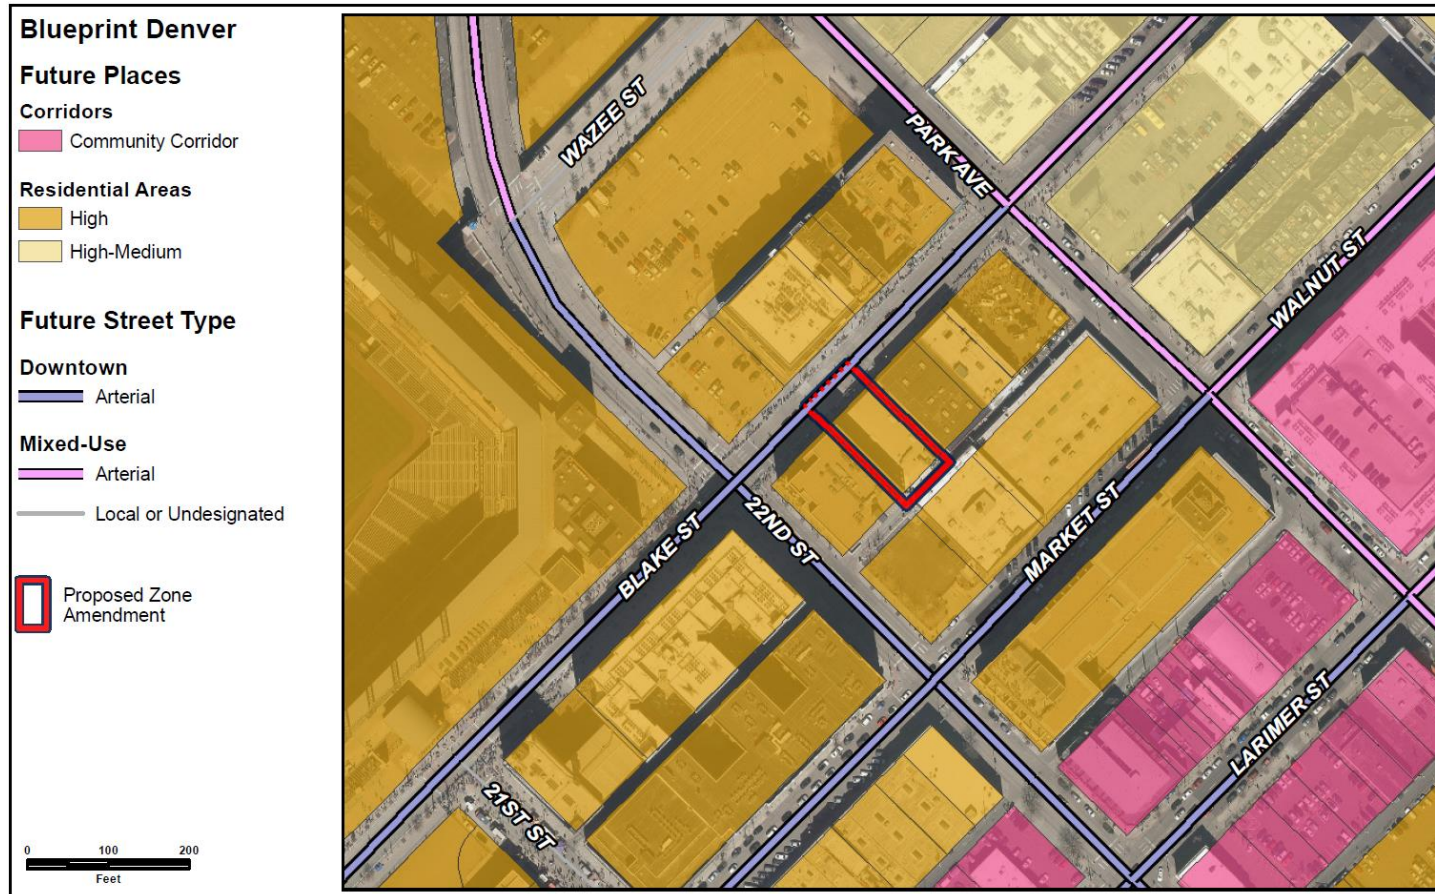 Blueprint Denver
Future Places
Corridors
Community Corridor
Residential Areas
High
High-Medium
Future Street Type
Downtown
Arterial
Mixed-Use
Arterial
Local or Undesignated
Proposed Zone
Amendment
0 100 200
Feet
WAZEE ST
PARK AVE
WALNUT ST
BLAKE ST
22ND ST
MARKET ST
LARIMER ST
21ST ST